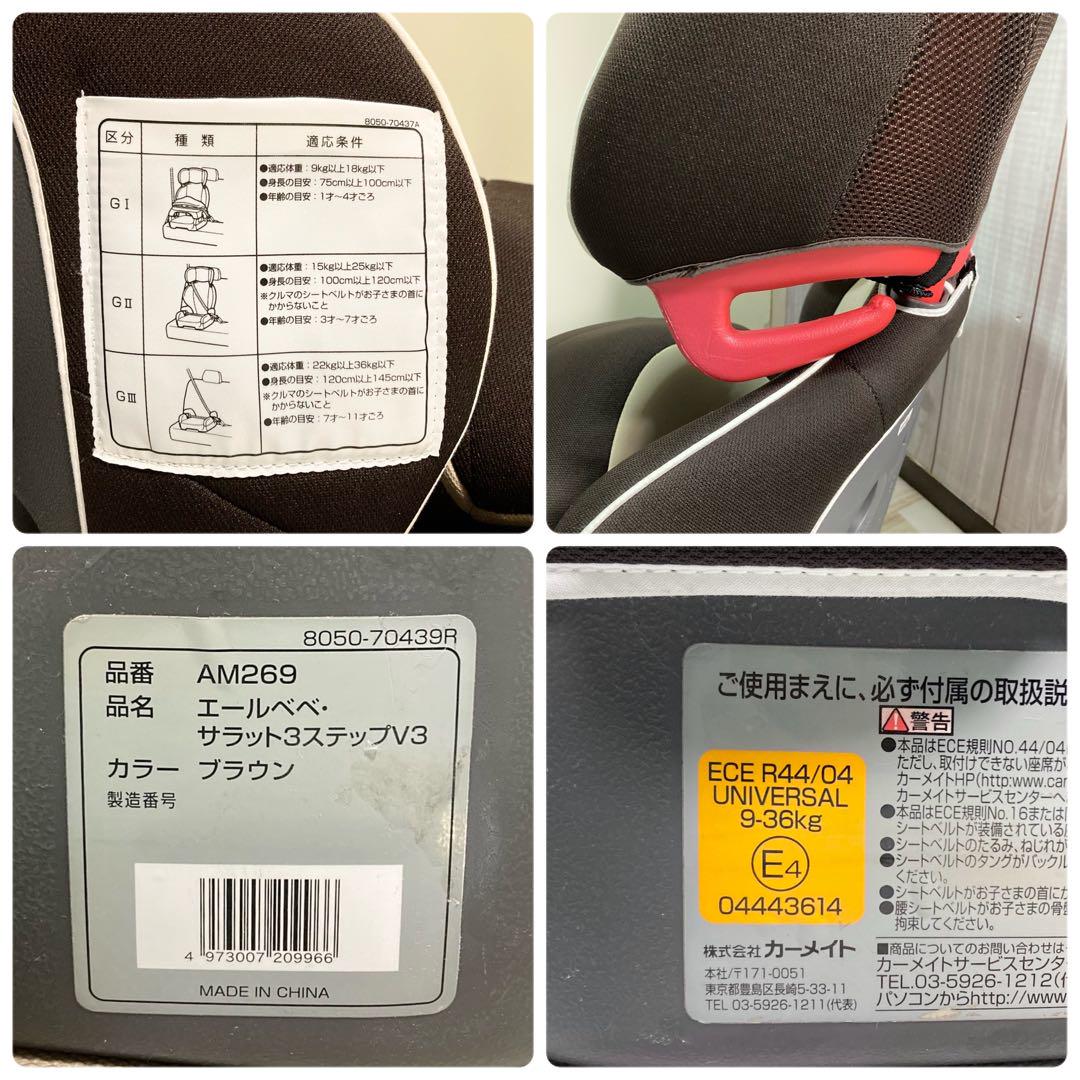 8050-70437A
区分 種類 適応条件
GⅠ
●適応体重：9kg以上18kg以下
●身長の目安：75cm以上100cm以下
●年齢の目安：1才〜4才ごろ
GⅡ
●適応体重：15kg以上25kg以下
●身長の目安：100cm以上120cm以下
※クルマのシートベルトがお子さまの首に
かからないこと
●年齢の目安：3才〜7才ごろ
GⅢ
●適応体重：22kg以上36kg以下
●身長の目安：120cm以上145cm以下
※クルマのシートベルトがお子さまの首に
かからないこと
●年齢の目安：7才〜11才ごろ
8050-70439R
品番 AM269
品名 エールベベ・
サラット3ステップV3
カラー ブラウン
製造番号
4 973007 209966
MADE IN CHINA
ご使用まえに、必ず付属の取扱説
警告
●本品はECE規則NO.44/04
ただし、取付けできない座席が
カーメイトHP(http:www.car
カーメイトサービスセンターへ
●本品はECE規則No.16または
シートベルトが装備されている
●シートベルトのたるみ、ねじれが
●シートベルトのタングがバックル
ください。
●シートベルトがお子さまの首にか
●腰シートベルトがお子さまの骨盤
拘束してください。
ECE R44/04
UNIVERSAL
9-36kg
E4
04443614
株式会社 カーメイト
本社/〒171-0051
東京都豊島区長崎5-33-11
TEL 03-5926-1211(代表)
■商品についてのお問い合わせは
カーメイトサービスセンタ
TEL.03-5926-1212
パソコンからhttp://www